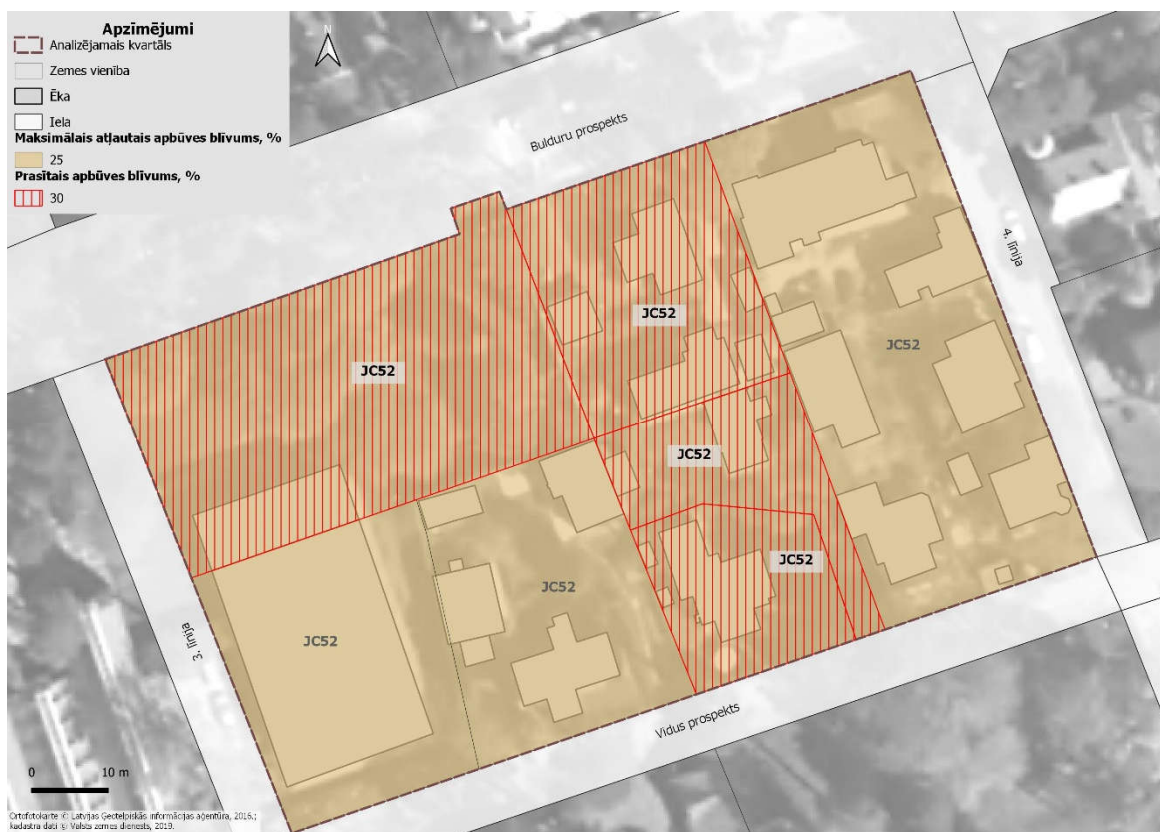 Apzīmējumi
Analizējamais kvartāls
Zemes vienība
Ēka
Iela
Maksimālais atļautais apbūves blīvums, %
25
Prasītais apbūves blīvums, %
30
N
Bulduru prospekts
4. līnija
JC52
JC52
JC52
JC52
JC52
JC52
JC52
3. līnija
Vidus prospekts
0 10 m
Ortofotokarte © Latvijas Ģeotelpiskās informācijas aģentūra, 2016.;
kadastra dati © Valsts zemes dienests, 2019.